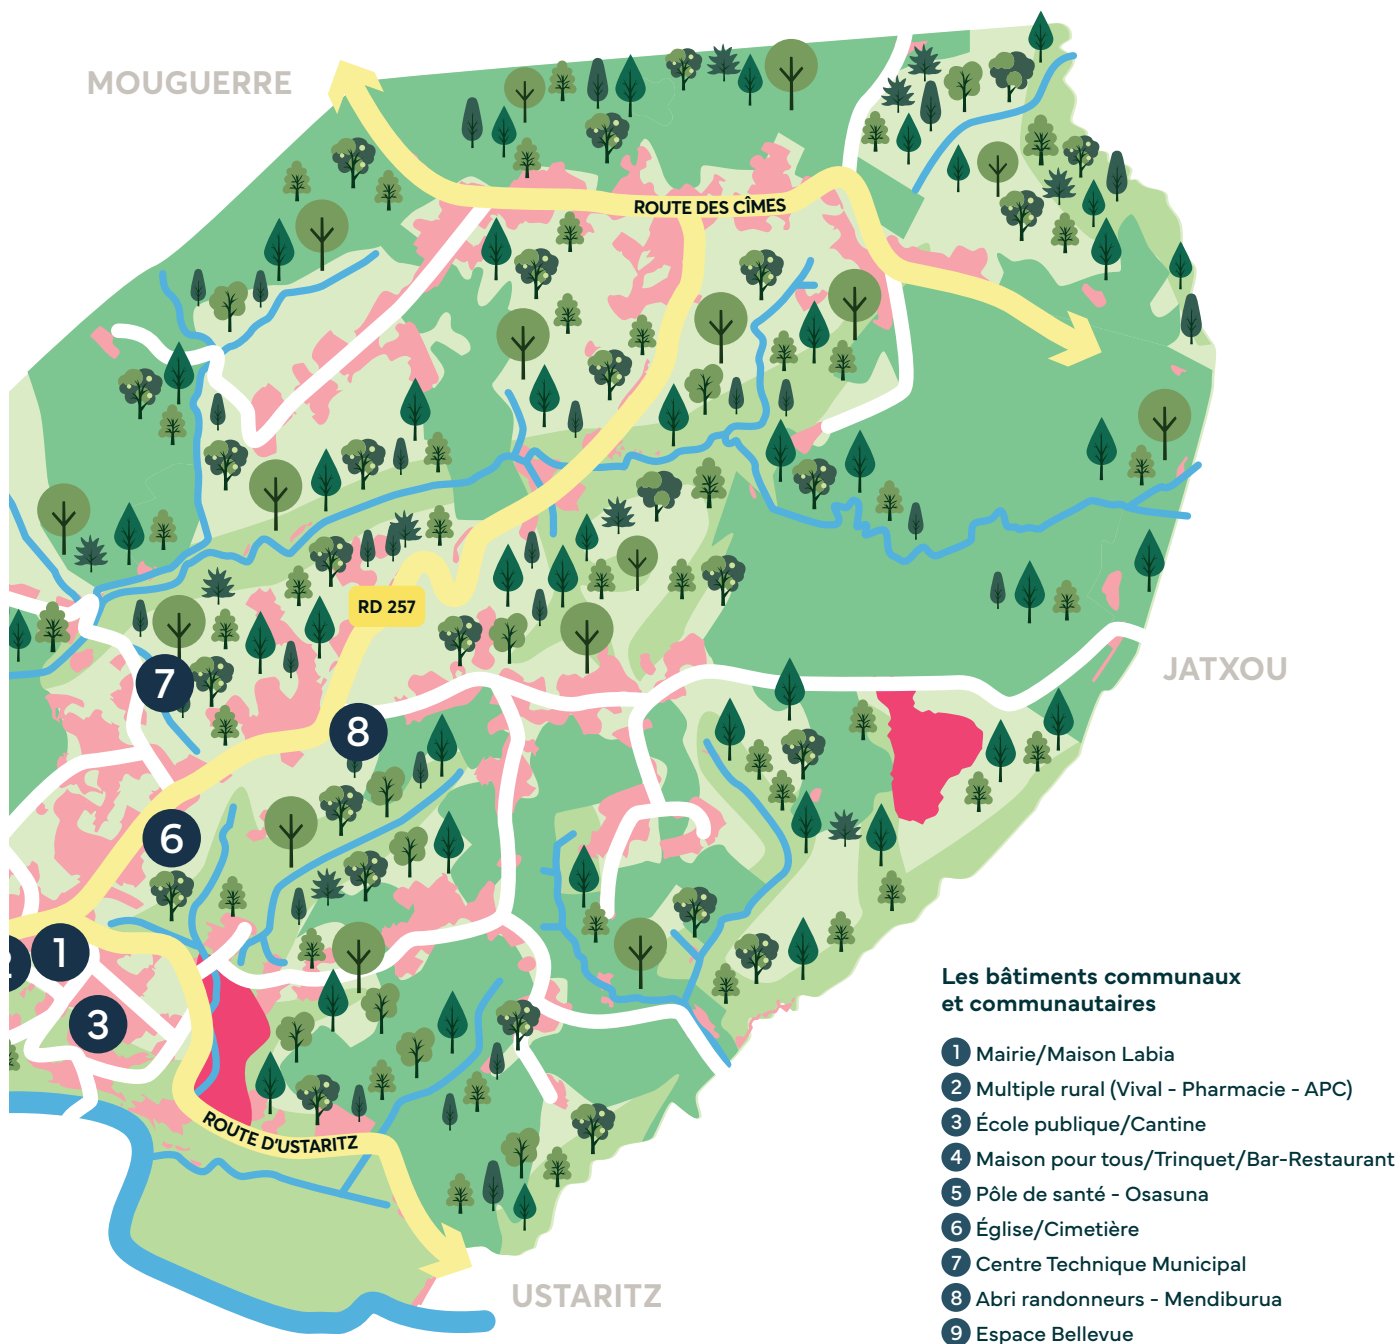 MOUGUERRE
ROUTE DES CÎMES
RD 257
JATXOU
7
8
6
1
2
3
ROUTE D'USTARITZ
USTARITZ
Les bâtiments communaux
et communautaires
1 Mairie/Maison Labia
2 Multiple rural (Vival - Pharmacie - APC)
3 École publique/Cantine
4 Maison pour tous/Trinquet/Bar-Restaurant
5 Pôle de santé - Osasuna
6 Église/Cimetière
7 Centre Technique Municipal
8 Abri randonneurs - Mendiburua
9 Espace Bellevue